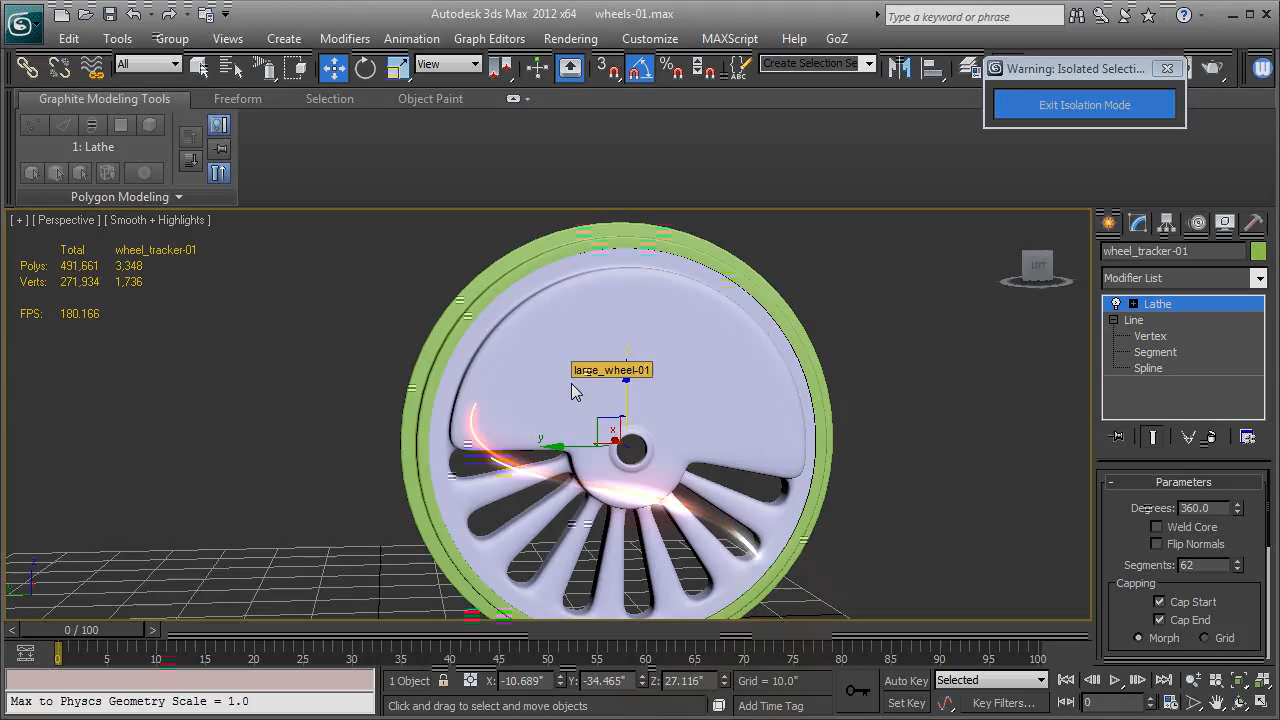 Autodesk 3ds Max 2012 x64 wheels-01.max
Type a keyword or phrase
Edit Tools Group Views Create Modifiers Animation Graph Editors Rendering Customize MAXScript Help GoZ
All View Create Selection Se
Warning: Isolated Selecti...
Exit Isolation Mode
Graphite Modeling Tools Freeform Selection Object Paint
1: Lathe
Polygon Modeling
[ + ] [ Perspective ] [ Smooth + Highlights ]
Total wheel_tracker-01
Polys: 491,661 3,348
Verts: 271,934 1,736
FPS: 180.166
LEFT
large_wheel-01
x
y
wheel_tracker-01
Modifier List
Lathe
Line
Vertex
Segment
Spline
Parameters
Degrees: 360.0
Weld Core
Flip Normals
Segments: 62
Capping
Cap Start
Cap End
Morph Grid
0 / 100
0 5 10 15 20 25 30 35 40 45 50 55 60 65 70 75 80 85 90 95 100
1 Object X: -10.689" Y: -34.465" Z: 27.116" Grid = 10.0" Auto Key Selected
Max to Physcs Geometry Scale = 1.0 Click and drag to select and move objects Add Time Tag Set Key Key Filters... 0